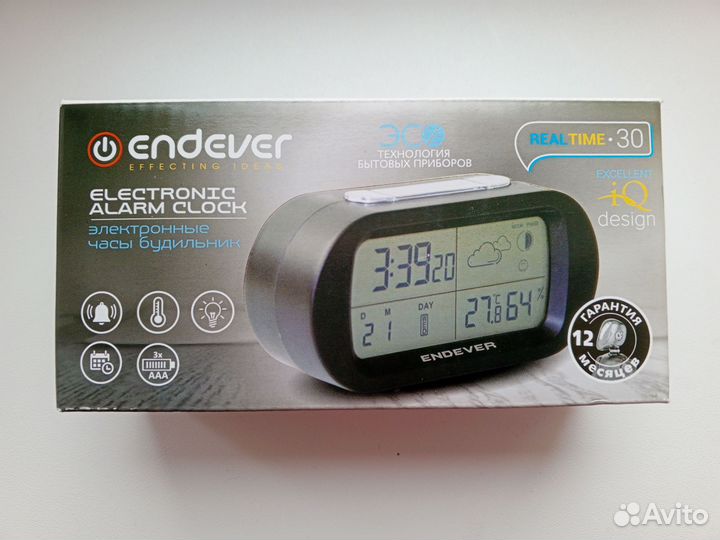 endever
EFFECTING IDEAS
ELECTRONIC
ALARM CLOCK
электронные
часы будильник
3x
AAA
ЭСО
ТЕХНОЛОГИЯ
БЫТОВЫХ ПРИБОРОВ
REALTIME · 30
EXCELLENT
iQ
design
3:39 20
D M DAY
21
27.8 °C 64 %
ENDEVER
ГАРАНТИЯ
12
месяцев
Avito